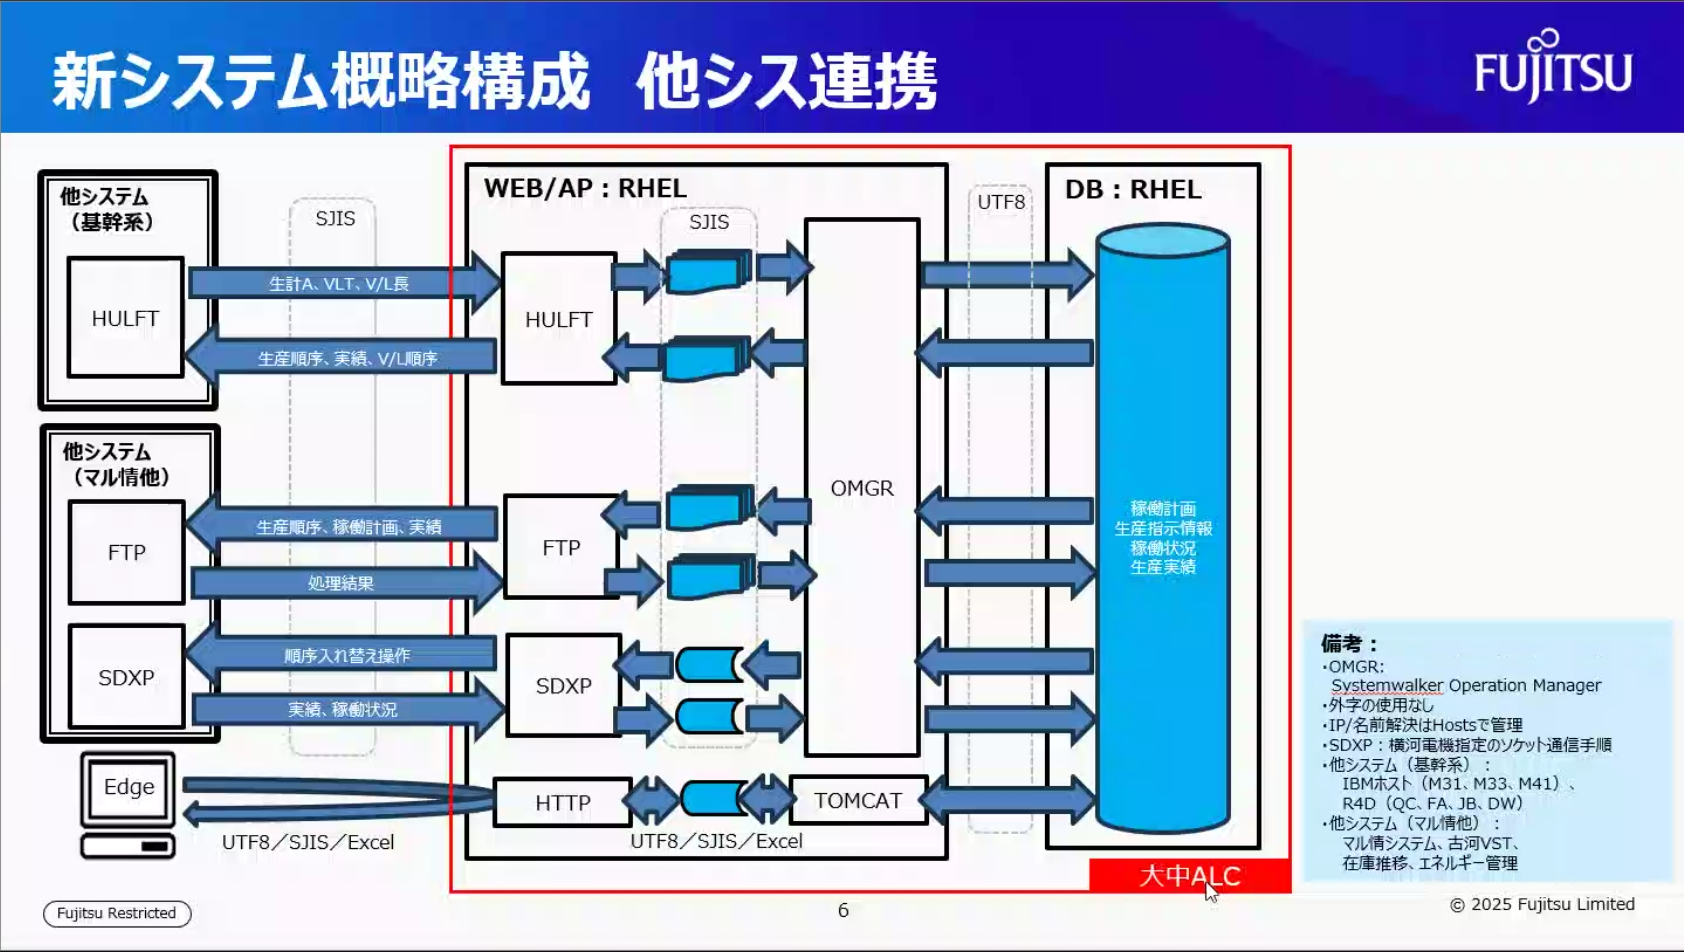 新システム概略構成 他シス連携
FUJITSU
他システム
（基幹系）
HULFT
SJIS
生計A、VLT、V/L長
生産順序、実績、V/L順序
WEB/AP：RHEL
HULFT
SJIS
OMGR
UTF8
DB：RHEL
稼働計画
生産指示情報
稼働状況
生産実績
他システム
（マル情他）
FTP
生産順序、稼働計画、実績
処理結果
FTP
SDXP
順序入れ替え操作
実績、稼働状況
SDXP
Edge
UTF8／SJIS／Excel
HTTP
TOMCAT
UTF8／SJIS／Excel
大中ALC
備考：
・OMGR:
Systemwalker Operation Manager
・外字の使用なし
・IP/名前解決はHostsで管理
・SDXP：横河電機指定のソケット通信手順
・他システム（基幹系）：
IBMホスト（M31、M33、M41）、
R4D（QC、FA、JB、DW）
・他システム（マル情他）：
マル情システム、古河VST、
在庫推移、エネルギー管理
Fujitsu Restricted
6
© 2025 Fujitsu Limited